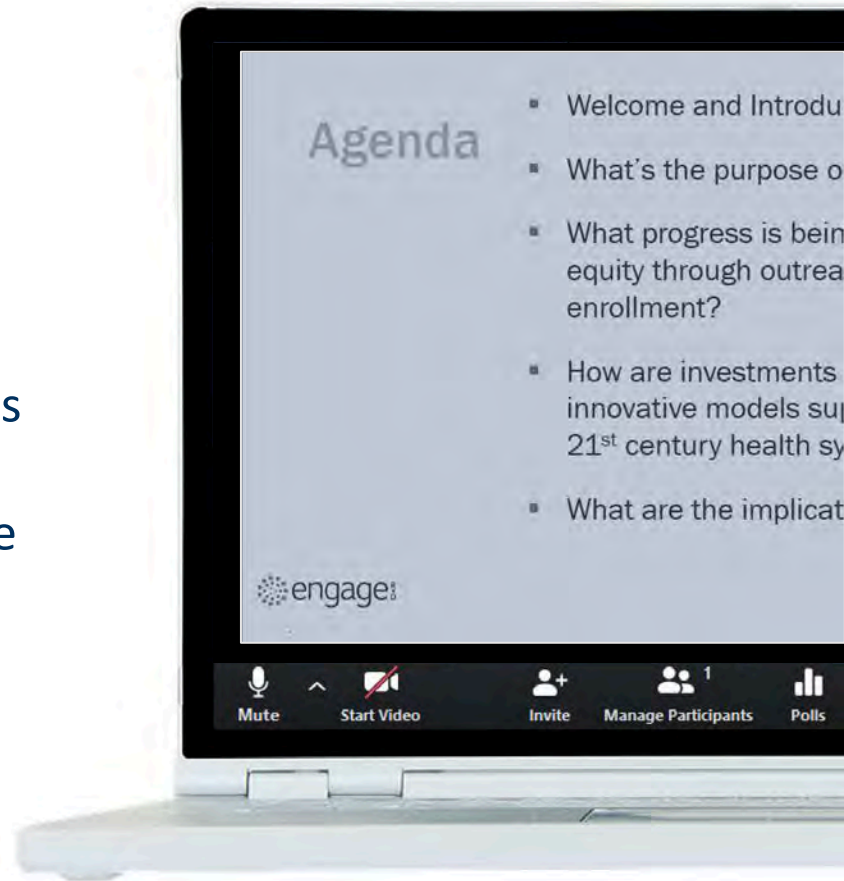 s
e
Agenda
▪ Welcome and Introdu
▪ What's the purpose o
▪ What progress is bein
equity through outrea
enrollment?
▪ How are investments
innovative models sup
21st century health sy
▪ What are the implicat
engage
Mute
Start Video
Invite
1
Manage Participants
Polls